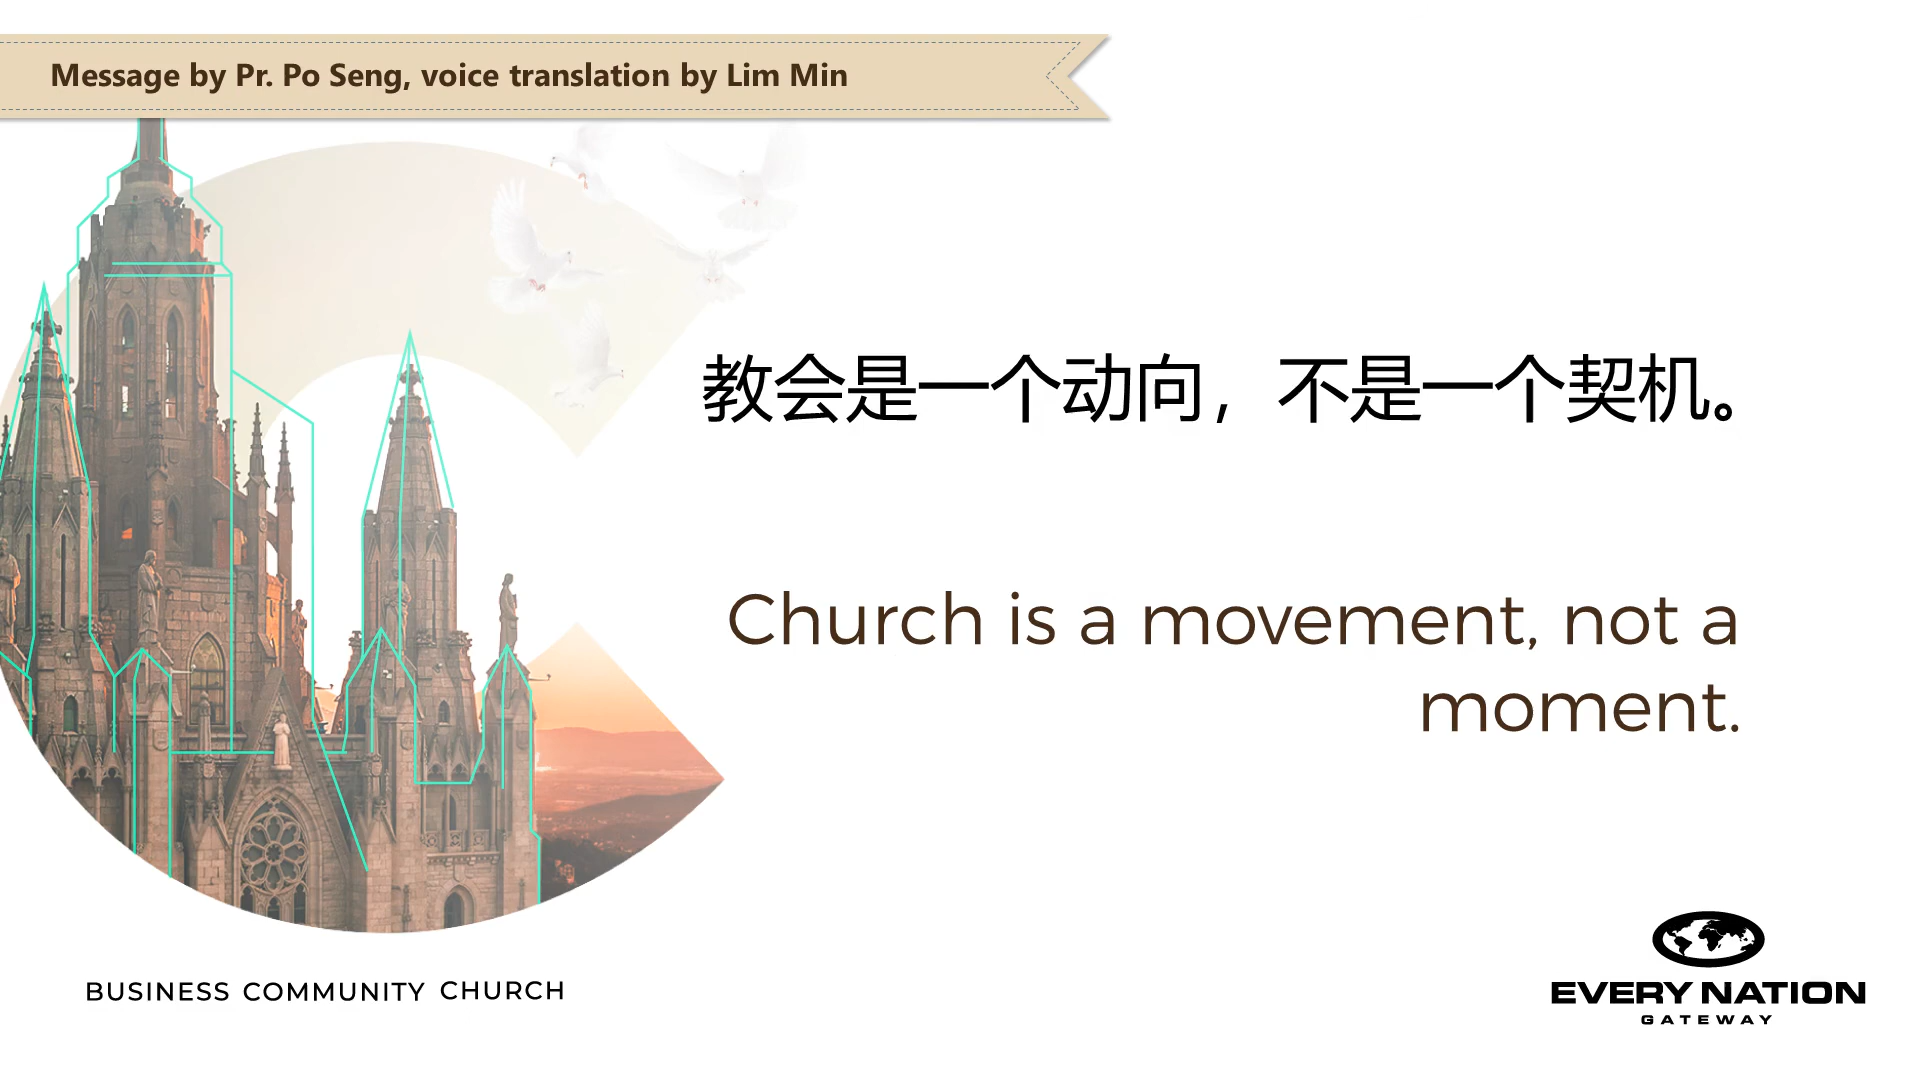 Message by Pr. Po Seng, voice translation by Lim Min
教会是一个动向，不是一个契机。
Church is a movement, not a
moment.
BUSINESS COMMUNITY CHURCH
EVERY NATION
GATEWAY